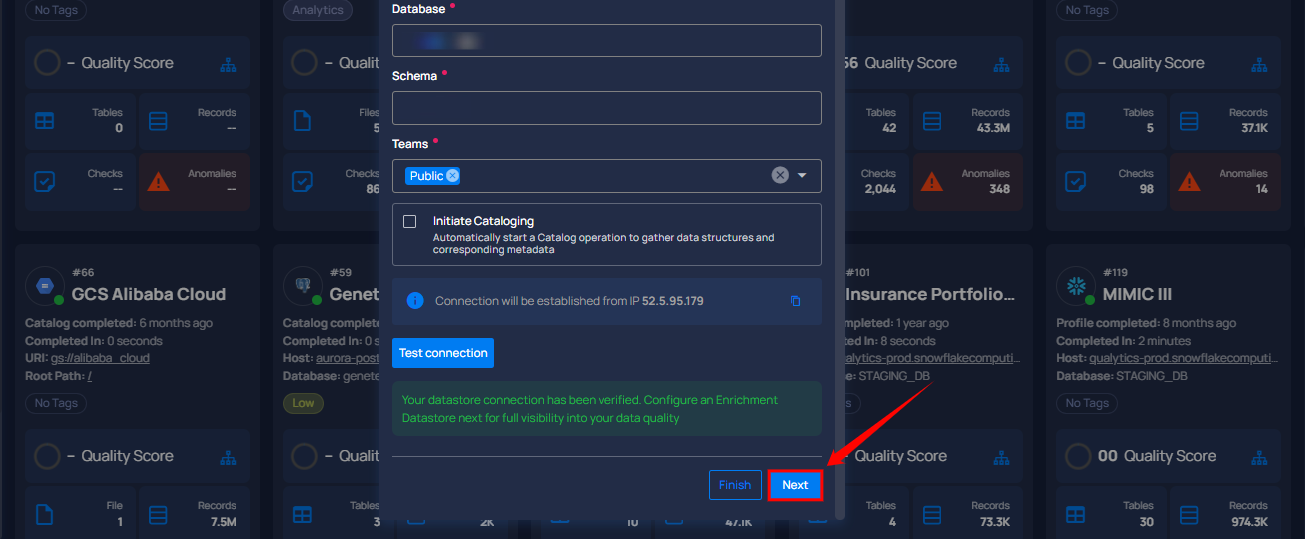 No Tags
– Quality Score
Tables
0
Records
--
Checks
--
Anomalies
--
#66
GCS Alibaba Cloud
Catalog completed: 6 months ago
Completed In: 0 seconds
URI: gs://alibaba_cloud
Root Path: /
No Tags
– Quality Score
File
1
Records
7.5M
Analytics
– Quali
Files
5
Checks
86
#59
Genet
Catalog complet
Completed In: 0 s
Host: aurora-post
Database: genete
Low
– Quali
Tables
3
2K
Database *
Schema *
Teams *
Public
Initiate Cataloging
Automatically start a Catalog operation to gather data structures and
corresponding metadata
Connection will be established from IP 52.5.95.179
Test connection
Your datastore connection has been verified. Configure an Enrichment
Datastore next for full visibility into your data quality
Finish
Next
10
47.1K
56 Quality Score
Tables
42
Records
43.3M
Checks
2,044
Anomalies
348
#101
Insurance Portfolio...
mpleted: 1 year ago
ed In: 8 seconds
ualytics-prod.snowflakecomputi...
e: STAGING_DB
s
– Quality Score
Tables
4
Records
73.3K
No Tags
– Quality Score
Tables
5
Records
37.1K
Checks
98
Anomalies
14
#119
MIMIC III
Profile completed: 8 months ago
Completed In: 2 minutes
Host: qualytics-prod.snowflakecomputi...
Database: STAGING_DB
No Tags
00 Quality Score
Tables
30
Records
974.3K